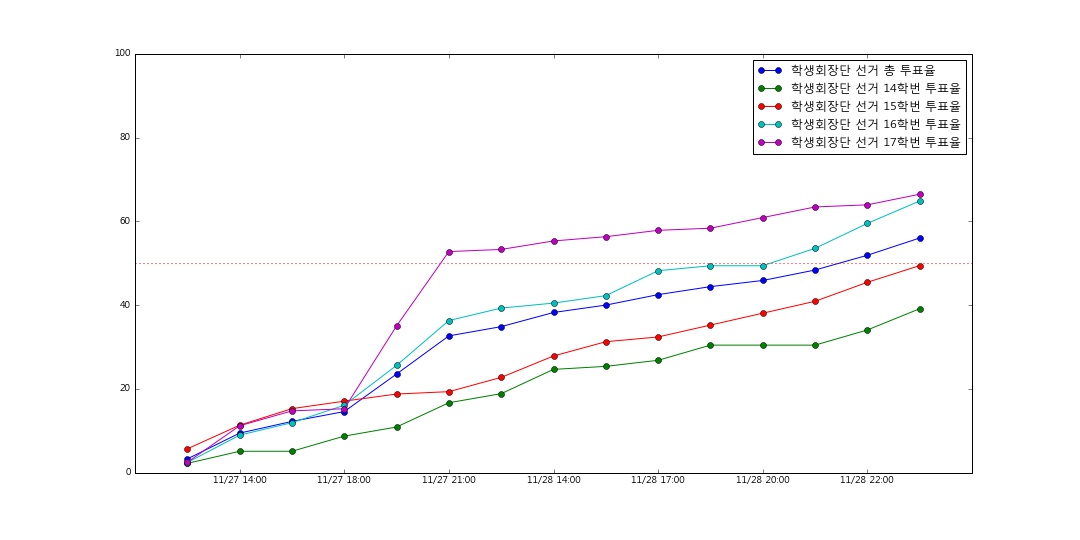 100
80
60
40
20
0
학생회장단 선거 총 투표율
학생회장단 선거 14학번 투표율
학생회장단 선거 15학번 투표율
학생회장단 선거 16학번 투표율
학생회장단 선거 17학번 투표율
11/27 14:00 11/27 18:00 11/27 21:00 11/28 14:00 11/28 17:00 11/28 20:00 11/28 22:00